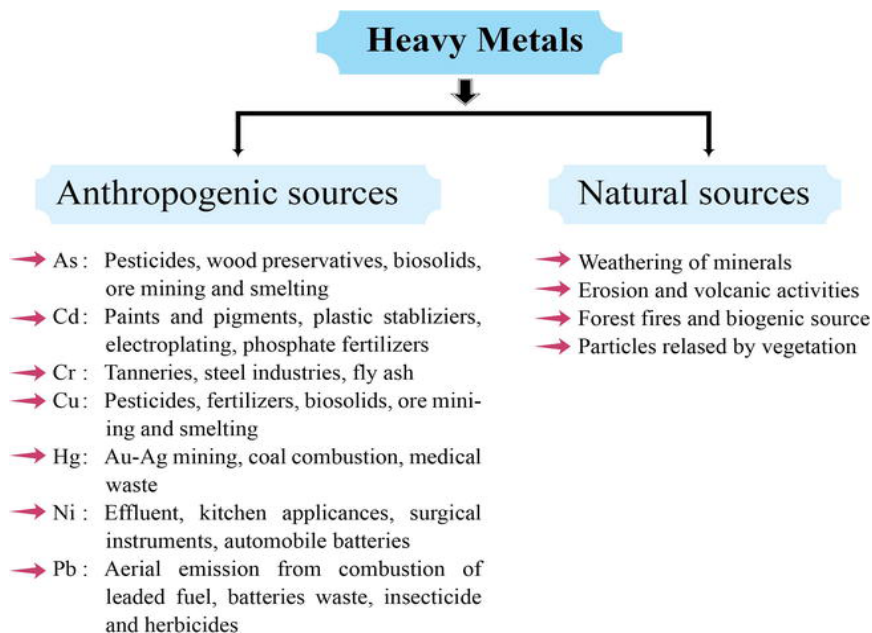 Heavy Metals
Anthropogenic sources
As : Pesticides, wood preservatives, biosolids,
ore mining and smelting
Cd: Paints and pigments, plastic stabliziers,
electroplating, phosphate fertilizers
Cr : Tanneries, steel industries, fly ash
Cu: Pesticides, fertilizers, biosolids, ore mini-
ing and smelting
Hg: Au-Ag mining, coal combustion, medical
waste
Ni : Effluent, kitchen applicances, surgical
instruments, automobile batteries
Pb : Aerial emission from combustion of
leaded fuel, batteries waste, insecticide
and herbicides
Natural sources
Weathering of minerals
Erosion and volcanic activities
Forest fires and biogenic source
Particles relased by vegetation